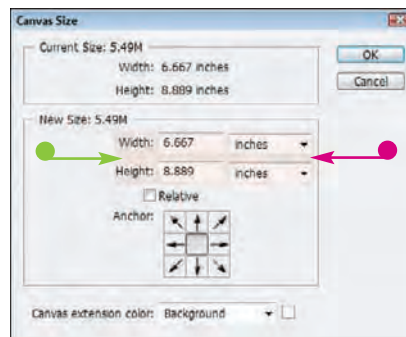 Canvas Size
Current Size: 5.49M
OK
Width: 6.667 inches
Cancel
Height: 8.889 inches
New Size: 5.49M
Width: 6.667 inches
Height: 8.889 inches
Relative
Anchor:
Canvas extension color: Background